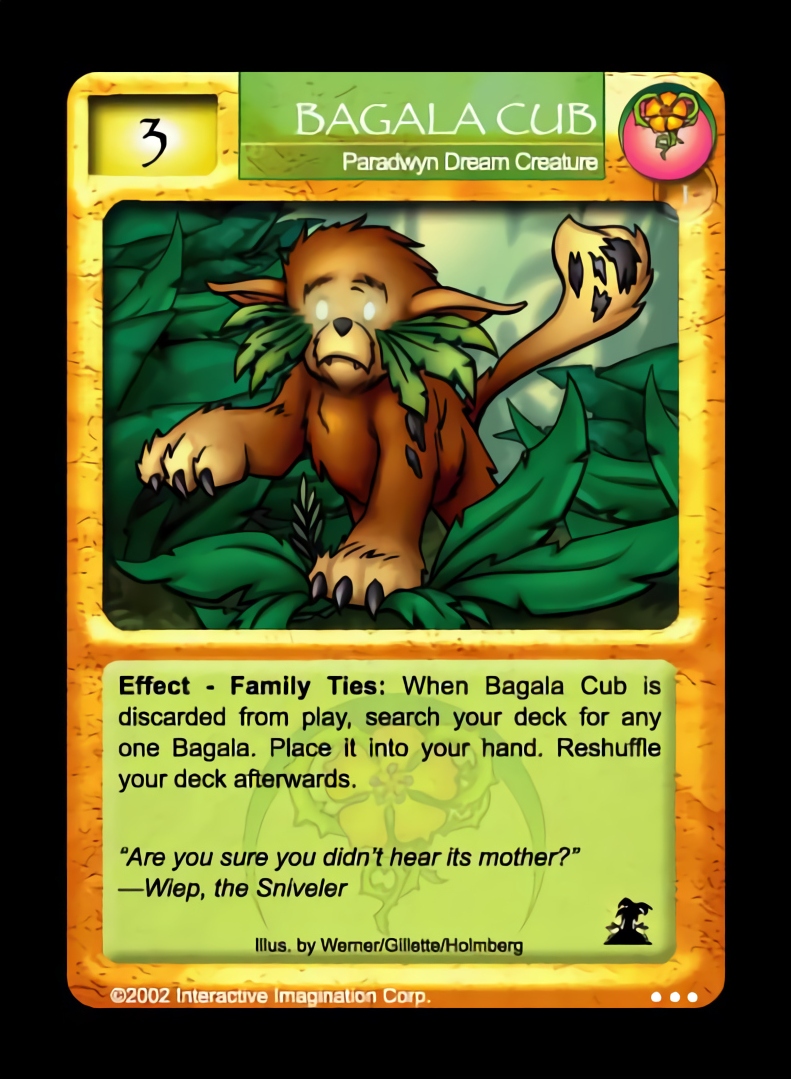 3
BAGALA CUB
Paradwyn Dream Creature
1
Effect - Family Ties: When Bagala Cub is
discarded from play, search your deck for any
one Bagala. Place it into your hand. Reshuffle
your deck afterwards.
"Are you sure you didn't hear its mother?"
—Wiep, the Sniveler
Illus. by Werner/Gillette/Holmberg
©2002 Interactive Imagination Corp.